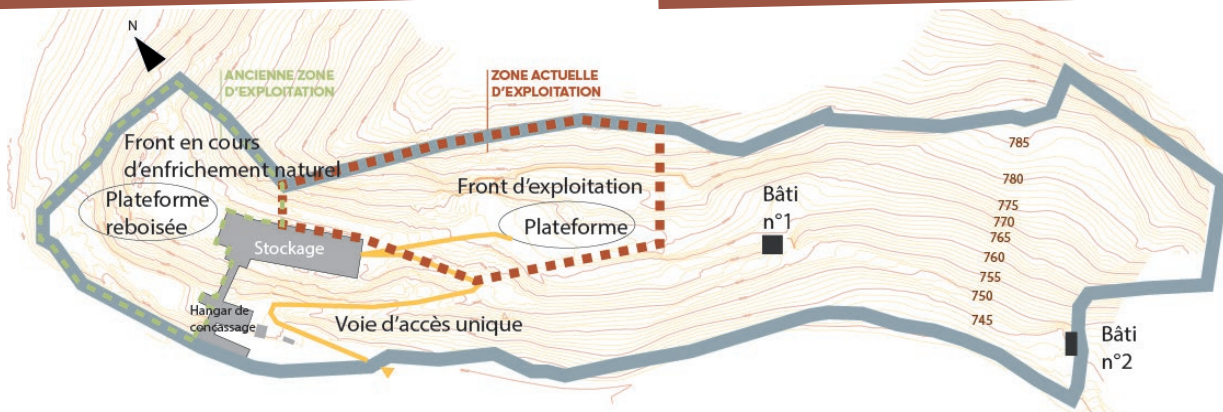 N
ANCIENNE ZONE
D'EXPLOITATION
ZONE ACTUELLE
D'EXPLOITATION
Front en cours
d'enfrichement naturel
Plateforme
reboisée
Stockage
Hangar de
concassage
Voie d'accès unique
Front d'exploitation
Plateforme
Bâti
n°1
785
780
775
770
765
760
755
750
745
Bâti
n°2